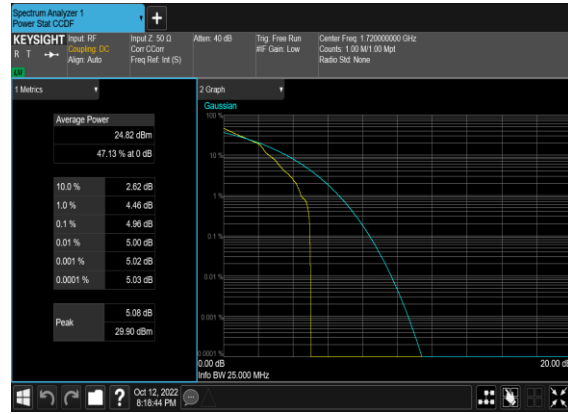 Spectrum Analyzer 1
Power Stat CCDF
KEYSIGHT
R T
LW
Input: RF
Coupling: DC
Align: Auto
Input Z: 50 Ω
Corr CCorr
Freq Ref: Int (S)
Atten: 40 dB
Trig: Free Run
#IF Gain: Low
Center Freq: 1.720000000 GHz
Counts: 1.00 M/1.00 Mpt
Radio Std: None
1 Metrics
Average Power
24.82 dBm
47.13 % at 0 dB
10.0 % 2.62 dB
1.0 % 4.46 dB
0.1 % 4.96 dB
0.01 % 5.00 dB
0.001 % 5.02 dB
0.0001 % 5.03 dB
Peak 5.08 dB
29.90 dBm
2 Graph
Gaussian
100 %
10 %
1 %
0.1 %
0.01 %
0.001 %
0.0001 %
0.00 dB
20.00 dB
Info BW 25.000 MHz
?
Oct 12, 2022
8:18:44 PM